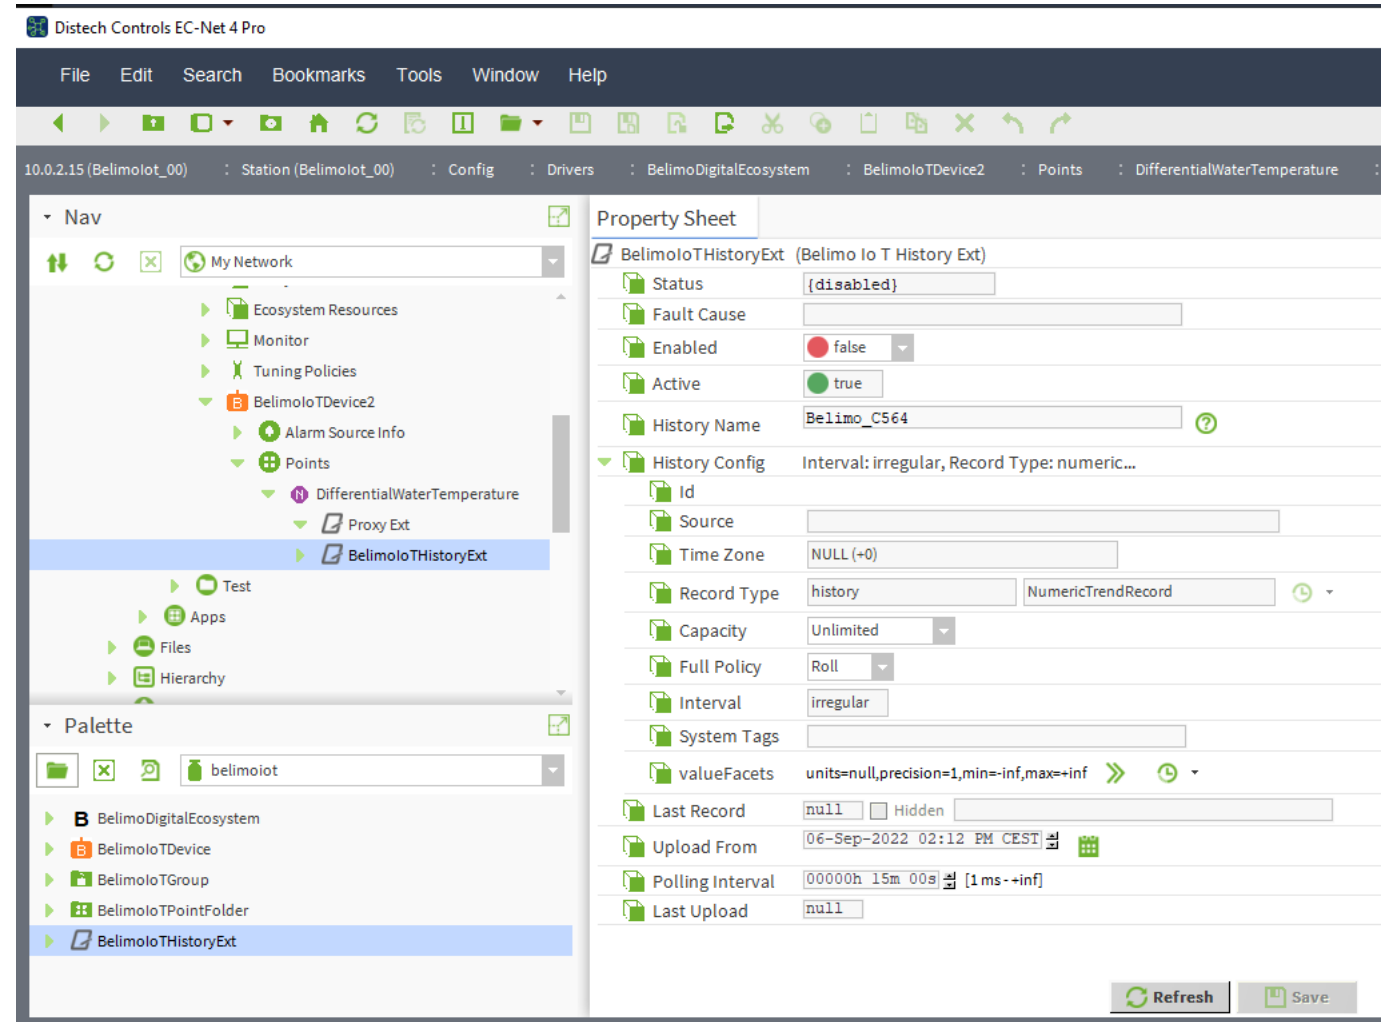 Distech Controls EC-Net 4 Pro
File Edit Search Bookmarks Tools Window Help
10.0.2.15 (BelimoIot_00) : Station (BelimoIot_00) : Config : Drivers : BelimoDigitalEcosystem : BelimoIoTDevice2 : Points : DifferentialWaterTemperature :
Nav
My Network
Ecosystem Resources
Monitor
Tuning Policies
BelimoIoTDevice2
Alarm Source Info
Points
DifferentialWaterTemperature
Proxy Ext
BelimoIoTHistoryExt
Test
Apps
Files
Hierarchy
Palette
belimoiot
BelimoDigitalEcosystem
BelimoIoTDevice
BelimoIoTGroup
BelimoIoTPointFolder
BelimoIoTHistoryExt
Property Sheet
BelimoIoTHistoryExt (Belimo Io T History Ext)
Status {disabled}
Fault Cause
Enabled false
Active true
History Name Belimo_C564
History Config Interval: irregular, Record Type: numeric...
Id
Source
Time Zone NULL (+0)
Record Type history NumericTrendRecord
Capacity Unlimited
Full Policy Roll
Interval irregular
System Tags
valueFacets units=null,precision=1,min=-inf,max=+inf
Last Record null Hidden
Upload From 06-Sep-2022 02:12 PM CEST
Polling Interval 00000h 15m 00s [1 ms - +inf]
Last Upload null
Refresh Save